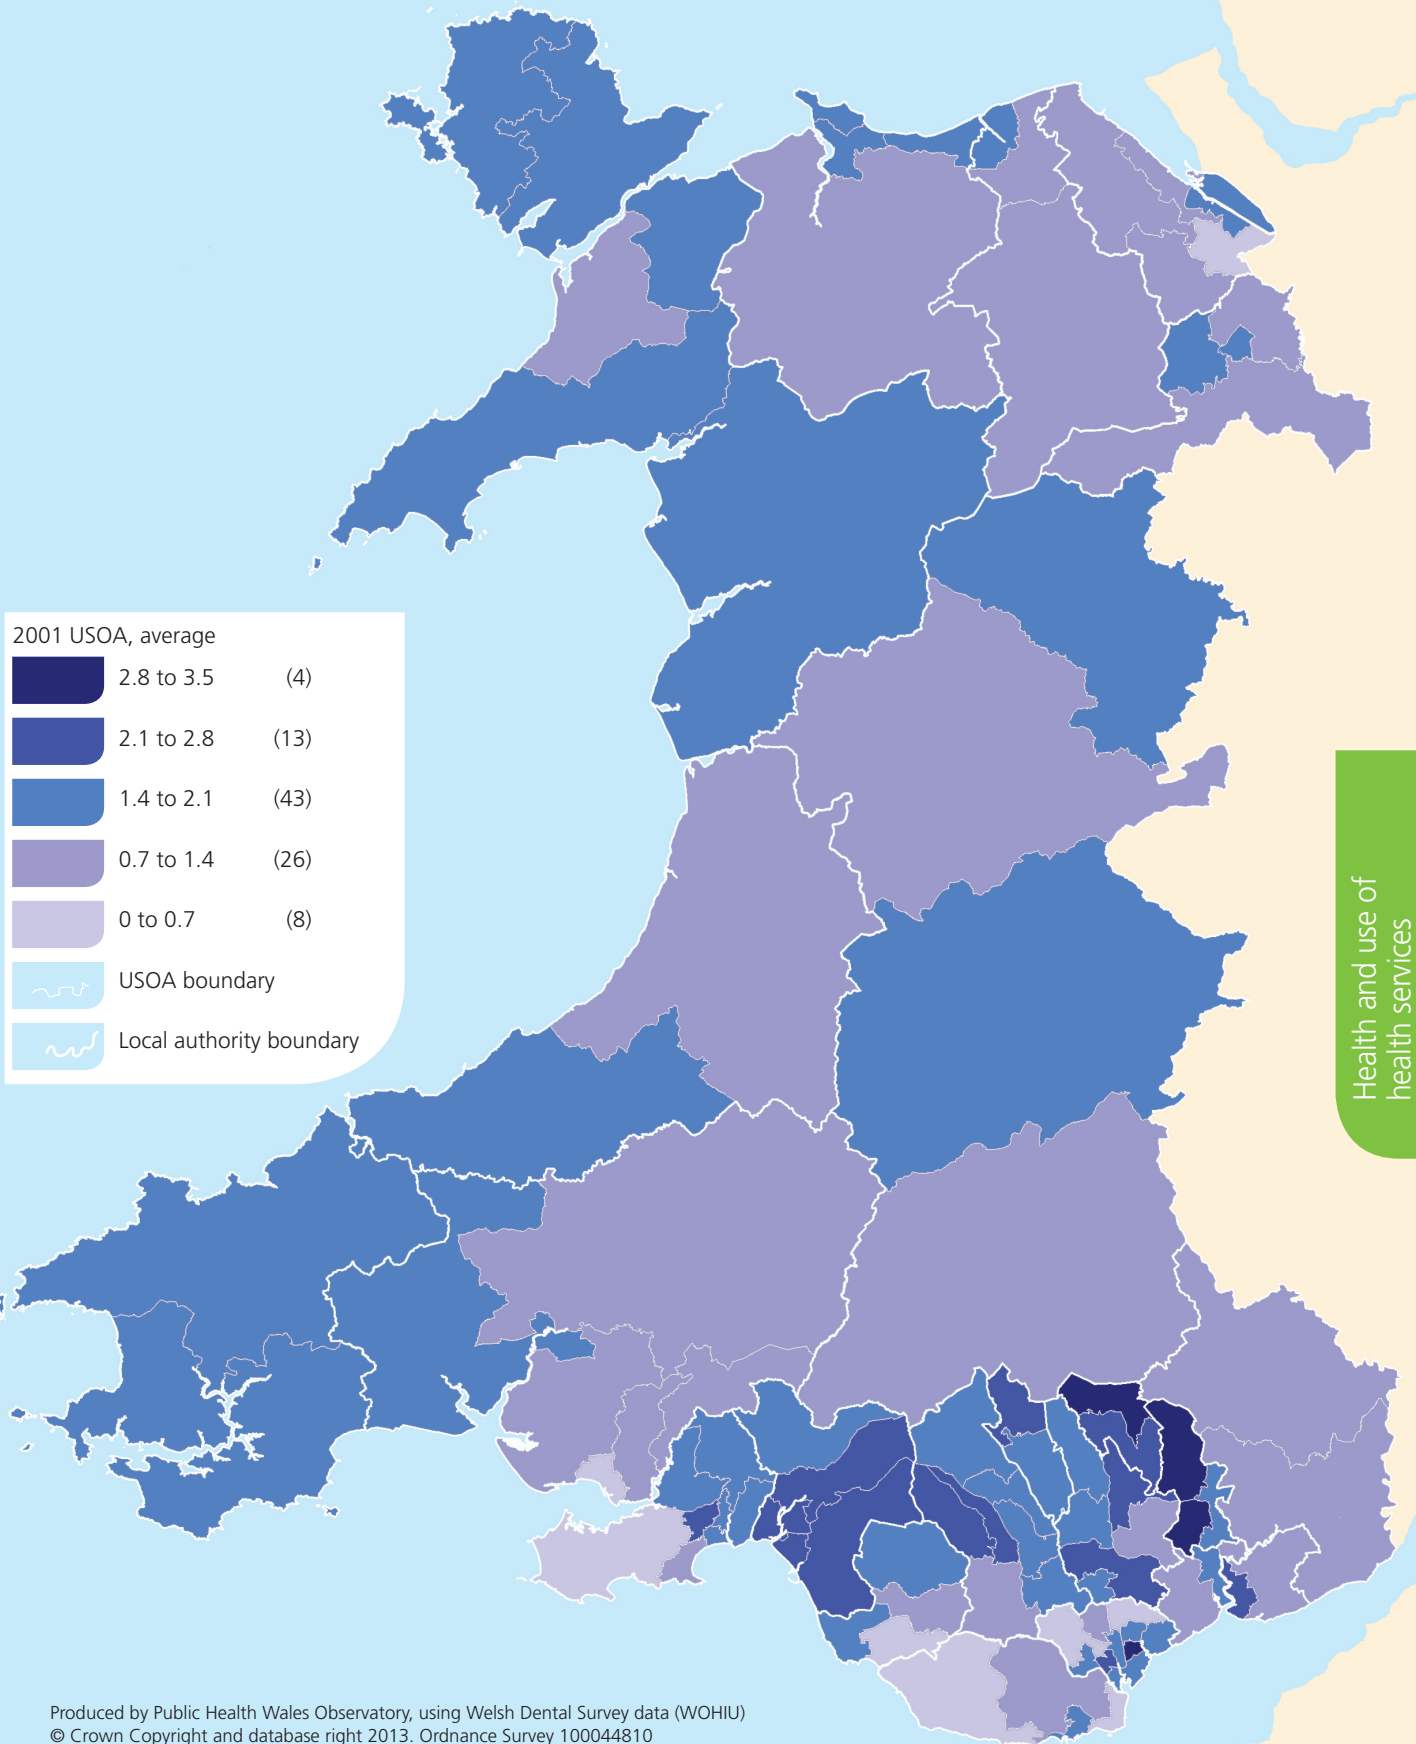 2001 USOA, average
2.8 to 3.5 (4)
2.1 to 2.8 (13)
1.4 to 2.1 (43)
0.7 to 1.4 (26)
0 to 0.7 (8)
USOA boundary
Local authority boundary
Health and use of
health services
Produced by Public Health Wales Observatory, using Welsh Dental Survey data (WOHIU)
© Crown Copyright and database right 2013. Ordnance Survey 100044810